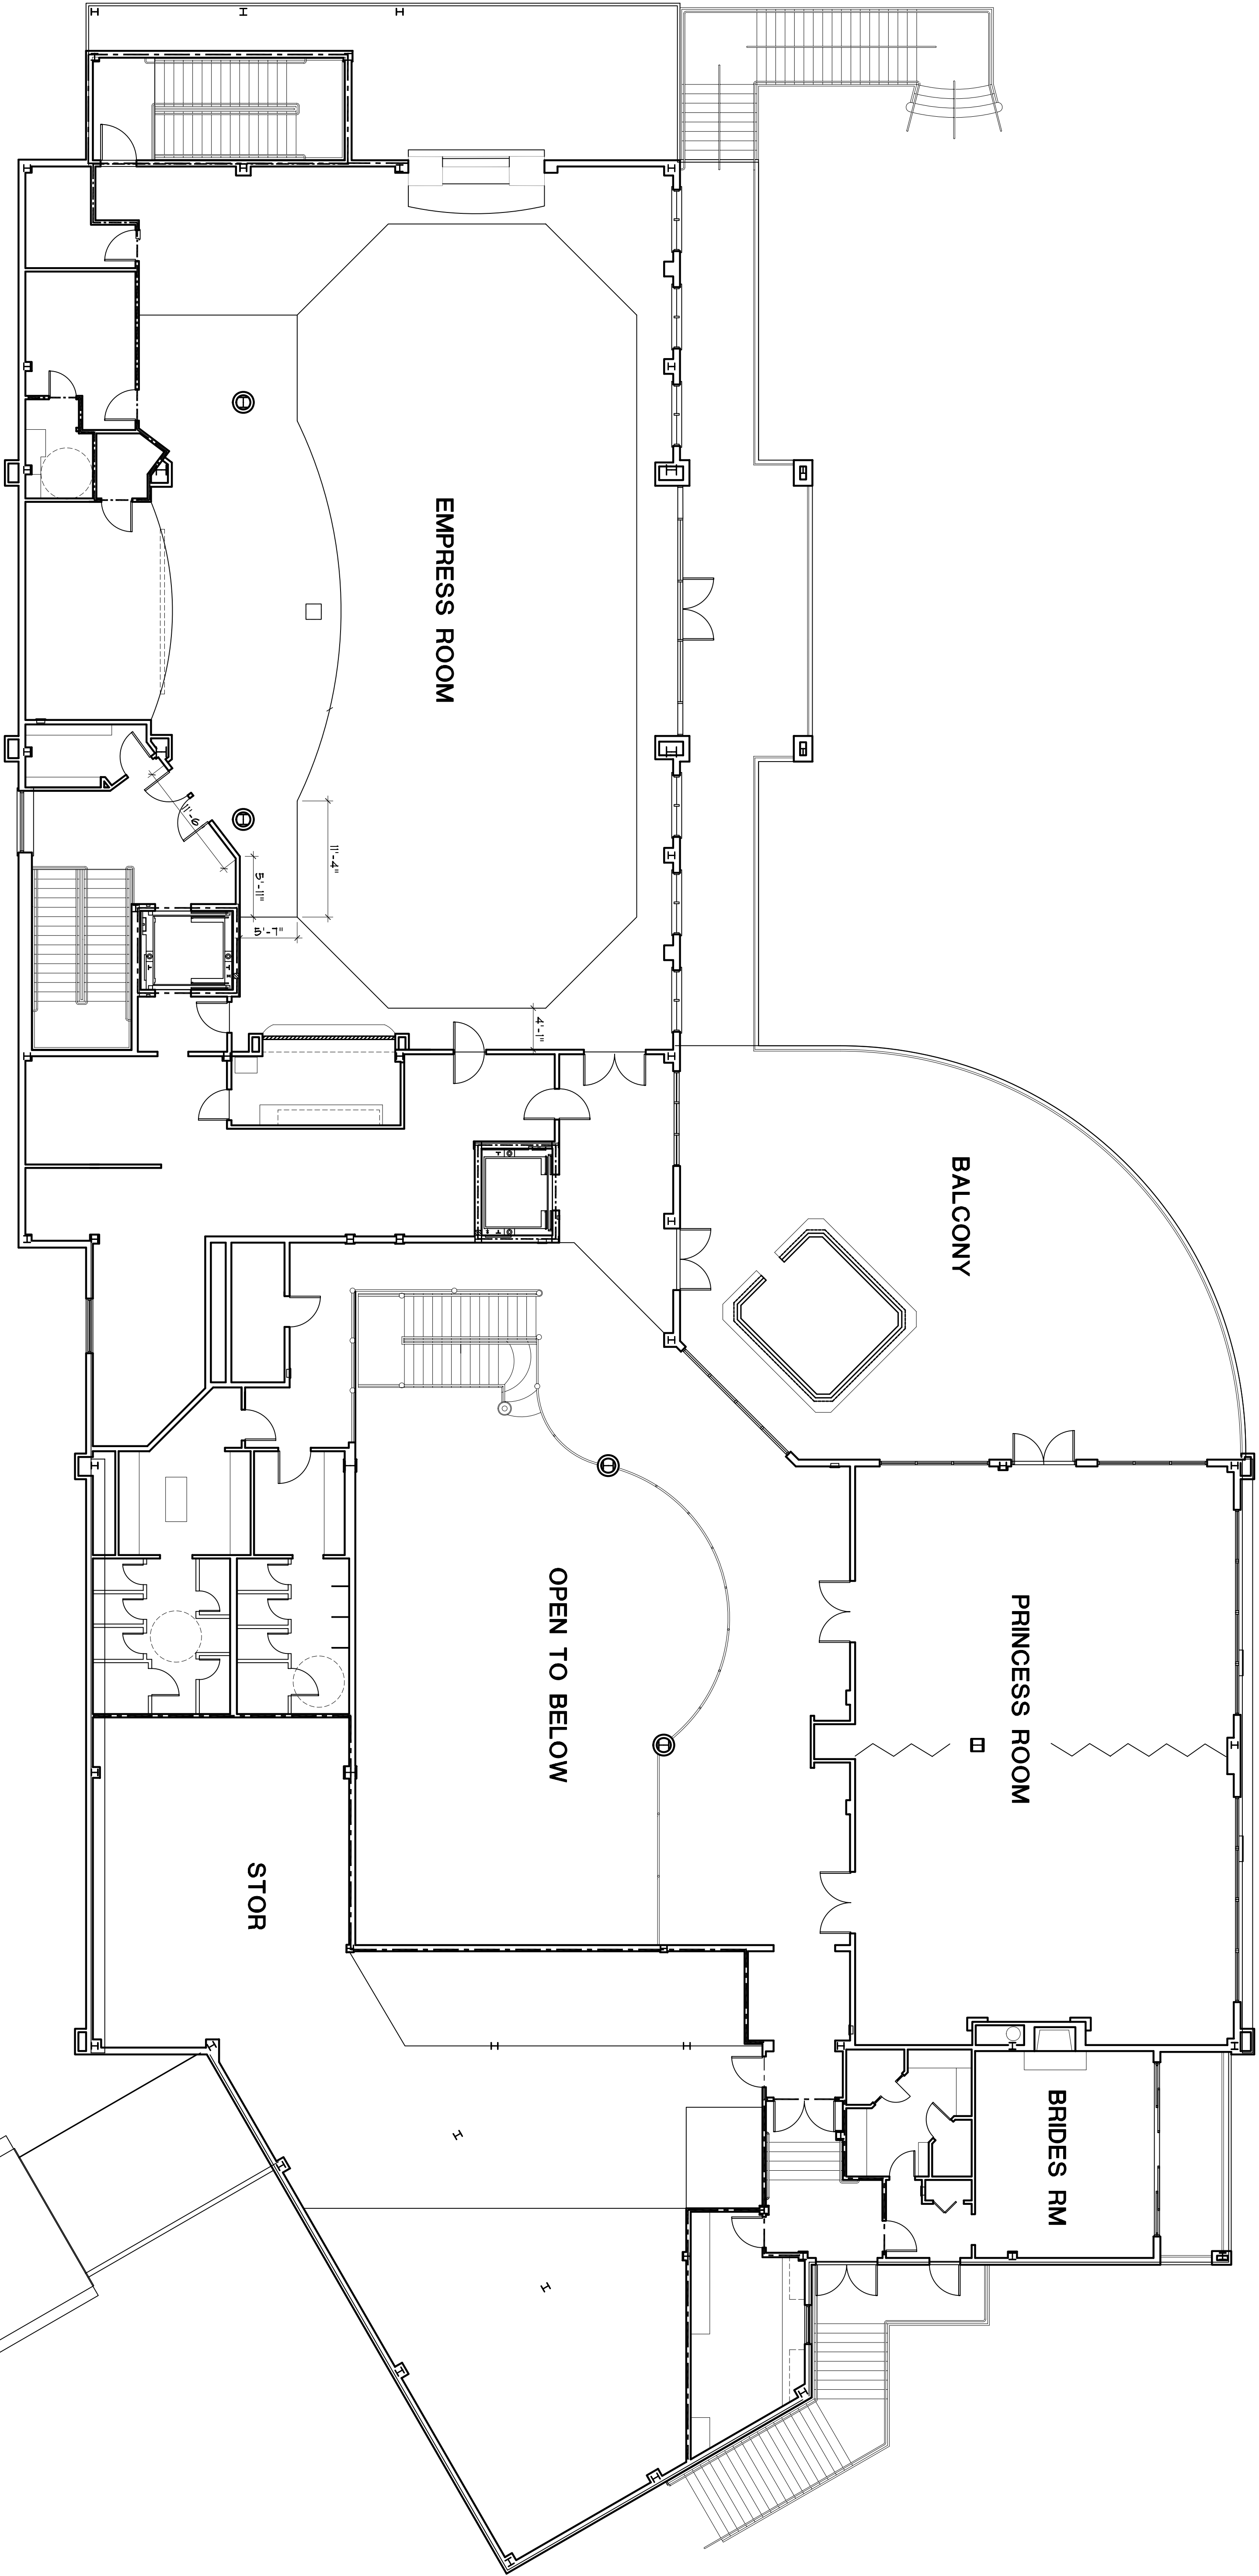 EMPRESS ROOM
11'-6
11'-4"
5'-11"
5'-7"
4'-1"
BALCONY
OPEN TO BELOW
PRINCESS ROOM
STOR
BRIDES RM